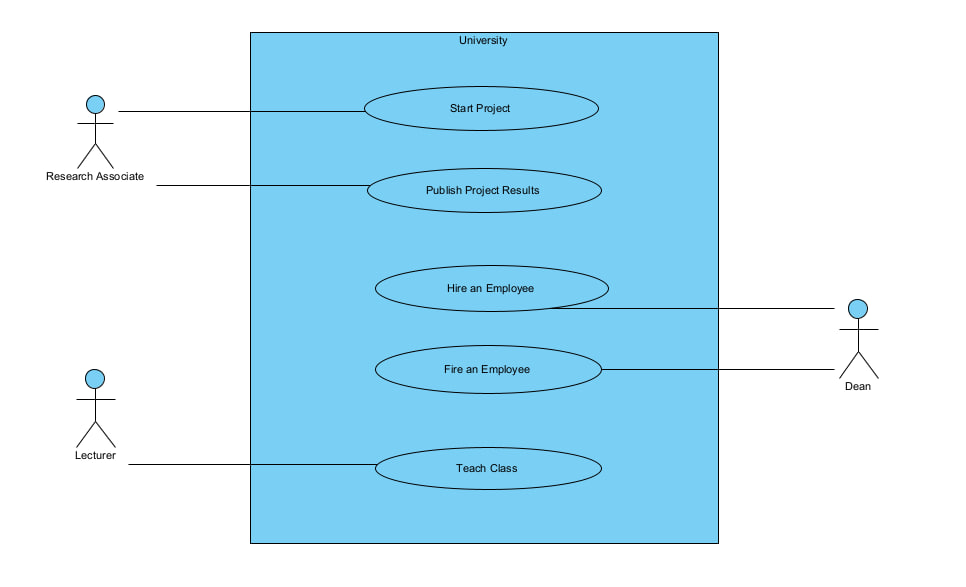 University
Start Project
Research Associate
Publish Project Results
Hire an Employee
Fire an Employee
Dean
Lecturer
Teach Class